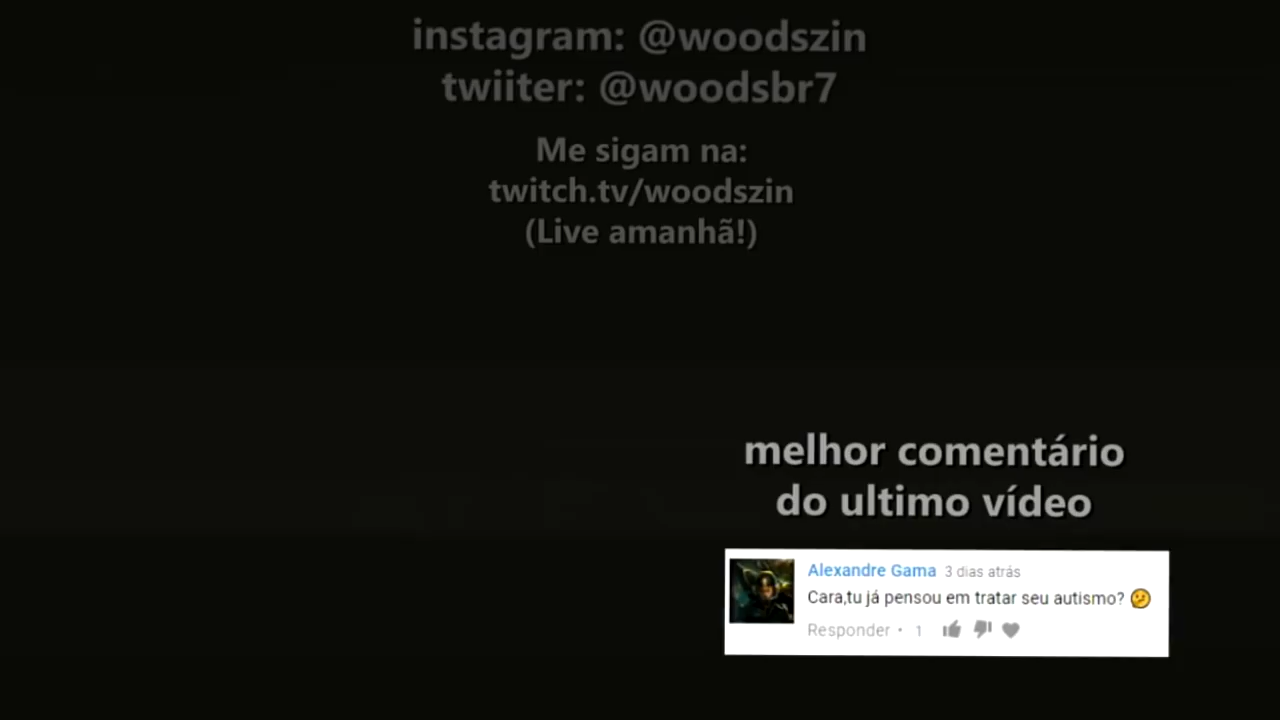 instagram: @woodszin
twiiter: @woodsbr7
Me sigam na:
twitch.tv/woodszin
(Live amanhã!)
melhor comentário
do ultimo vídeo
Alexandre Gama 3 dias atrás
Cara,tu já pensou em tratar seu autismo? 🤔
Responder • 1